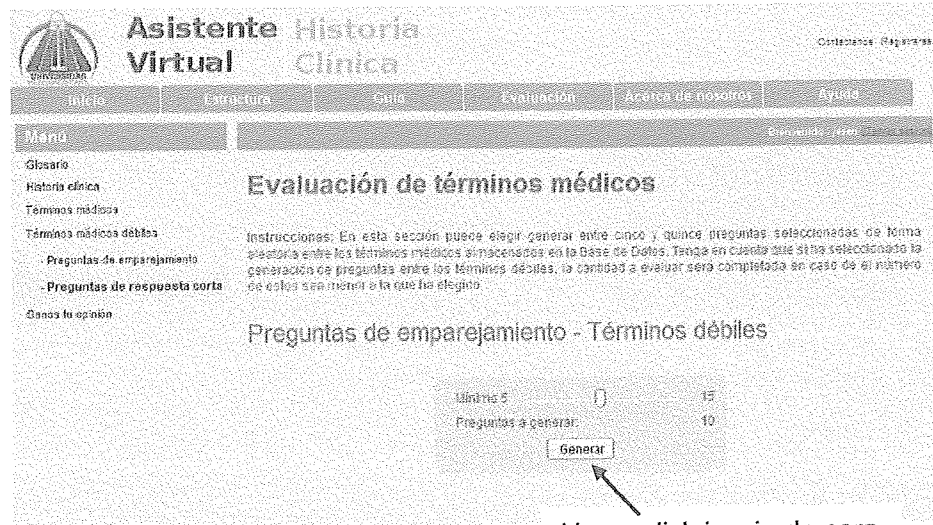 Asistente Historia
Virtual Clinica
UNIVERSIDAD
Contáctenos Registrarse
Inicio Estructura Guía Evaluación Acerca de nosotros Ayuda
Menú
Bienvenido
Glosario
Historia clínica
Términos médicos
Términos médicos débiles
- Preguntas de emparejamiento
- Preguntas de respuesta corta
Danos tu opinión
Evaluación de términos médicos
Instrucciones: En esta sección puede elegir generar entre cinco y quince preguntas seleccionadas de forma
aleatoria entre los términos médicos almacenados en la Base de Datos. Tenga en cuenta que si ha seleccionado la
generación de preguntas entre los términos débiles, la cantidad a evaluar será completada en caso de el número
de estos sea menor a la que ha elegido.
Preguntas de emparejamiento - Términos débiles
Mínimo 5 15
Preguntas a generar: 10
Generar